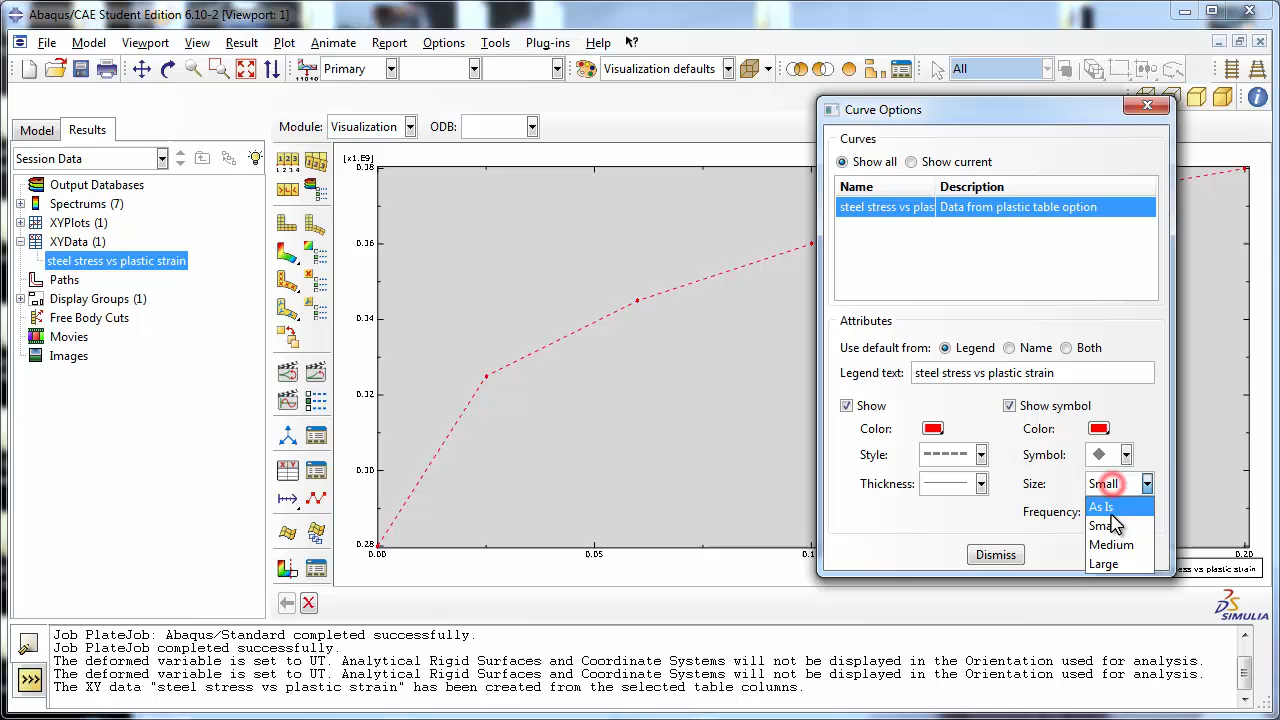 Abaqus/CAE Student Edition 6.10-2 [Viewport: 1]
File Model Viewport View Result Plot Animate Report Options Tools Plug-ins Help
Primary Visualization defaults All
Model Results Module: Visualization ODB:
Session Data
Output Databases
Spectrums (7)
XYPlots (1)
XYData (1)
steel stress vs plastic strain
Paths
Display Groups (1)
Free Body Cuts
Movies
Images
[x1.E9]
0.38
0.36
0.34
0.32
0.30
0.28
0.00 0.05 0.1 0.20
ss vs plastic strain
Curve Options
Curves
Show all Show current
Name Description
steel stress vs plas Data from plastic table option
Attributes
Use default from: Legend Name Both
Legend text: steel stress vs plastic strain
Show Show symbol
Color: Color:
Style: Symbol:
Thickness: Size: Small
Frequency: As Is
Medium
Large
Dismiss
SIMULIA
Job PlateJob: Abaqus/Standard completed successfully.
Job PlateJob completed successfully.
The deformed variable is set to UT. Analytical Rigid Surfaces and Coordinate Systems will not be displayed in the Orientation used for analysis.
The deformed variable is set to UT. Analytical Rigid Surfaces and Coordinate Systems will not be displayed in the Orientation used for analysis.
The XY data "steel stress vs plastic strain" has been created from the selected table columns.